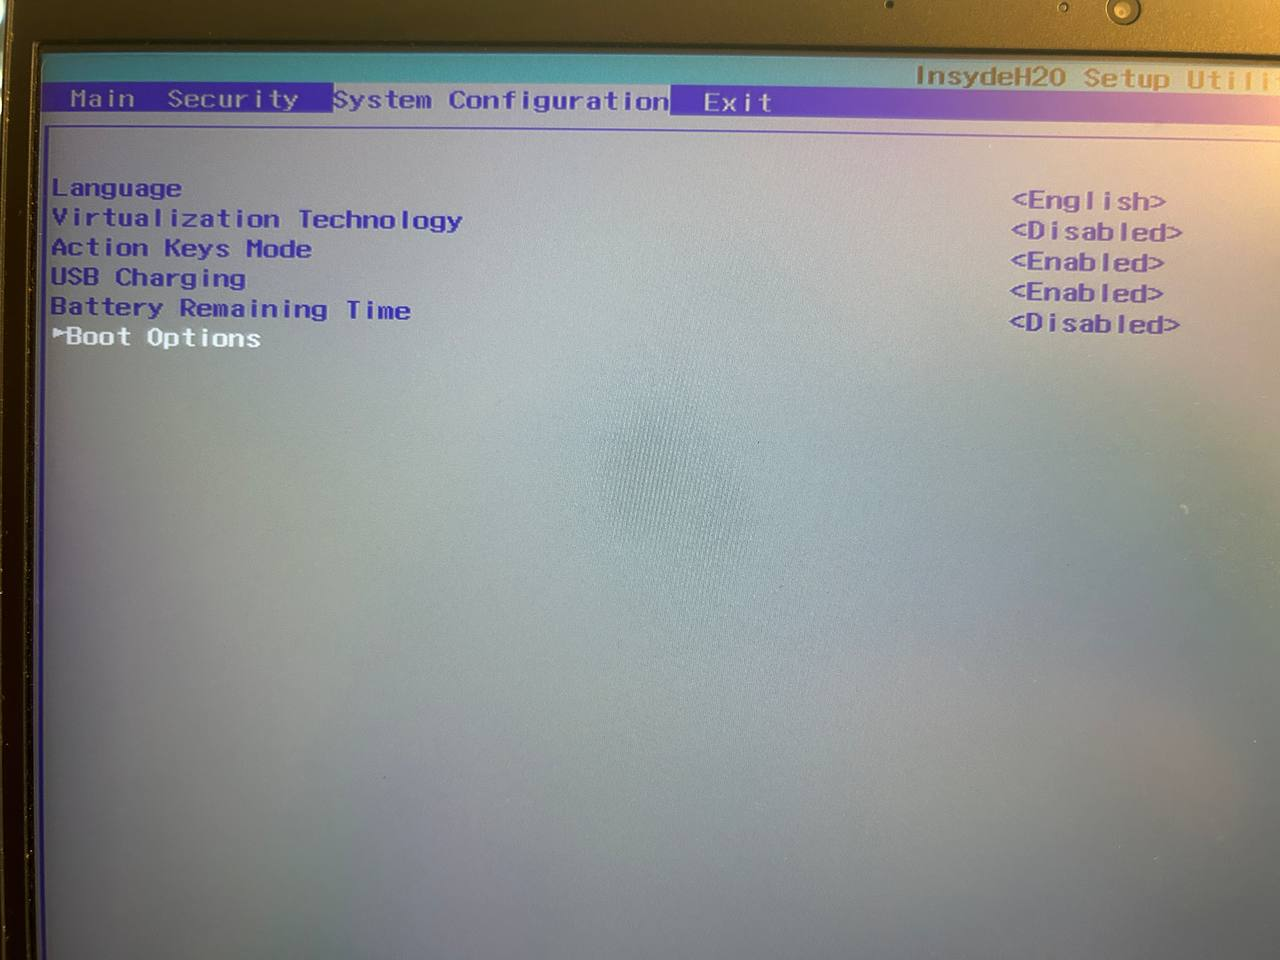 InsydeH20 Setup
Main Security System Configuration Exit
Language <English>
Virtualization Technology <Disabled>
Action Keys Mode <Enabled>
USB Charging <Enabled>
Battery Remaining Time <Disabled>
►Boot Options